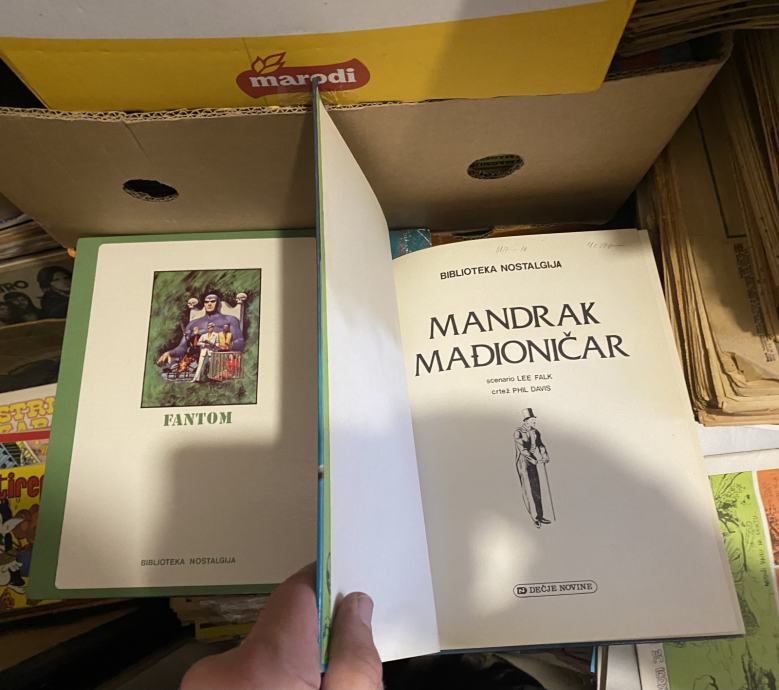 marodi
FANTOM
BIBLIOTEKA NOSTALGIJA
BIBLIOTEKA NOSTALGIJA
MANDRAK
MAĐIONIČAR
scenario LEE FALK
crtež PHIL DAVIS
DEČJE NOVINE